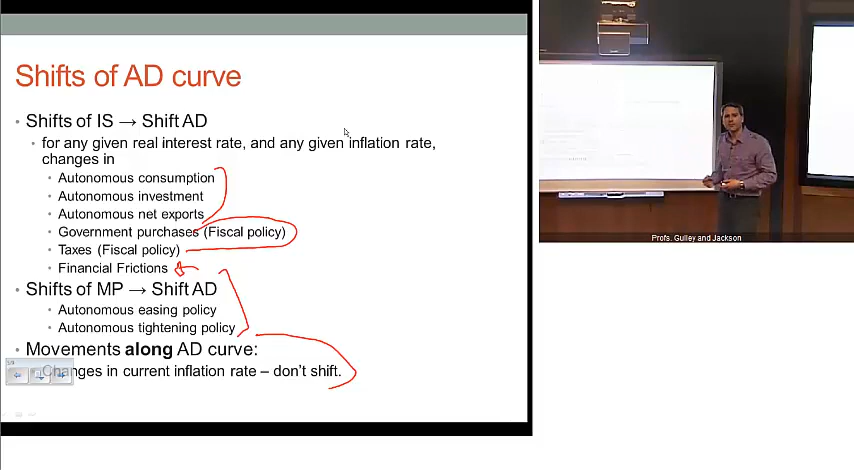 Shifts of AD curve
• Shifts of IS → Shift AD
• for any given real interest rate, and any given inflation rate,
changes in
• Autonomous consumption
• Autonomous investment
• Autonomous net exports
• Government purchases (Fiscal policy)
• Taxes (Fiscal policy)
• Financial Frictions
• Shifts of MP → Shift AD
• Autonomous easing policy
• Autonomous tightening policy
• Movements along AD curve:
Changes in current inflation rate – don't shift.
Profs. Gulley and Jackson